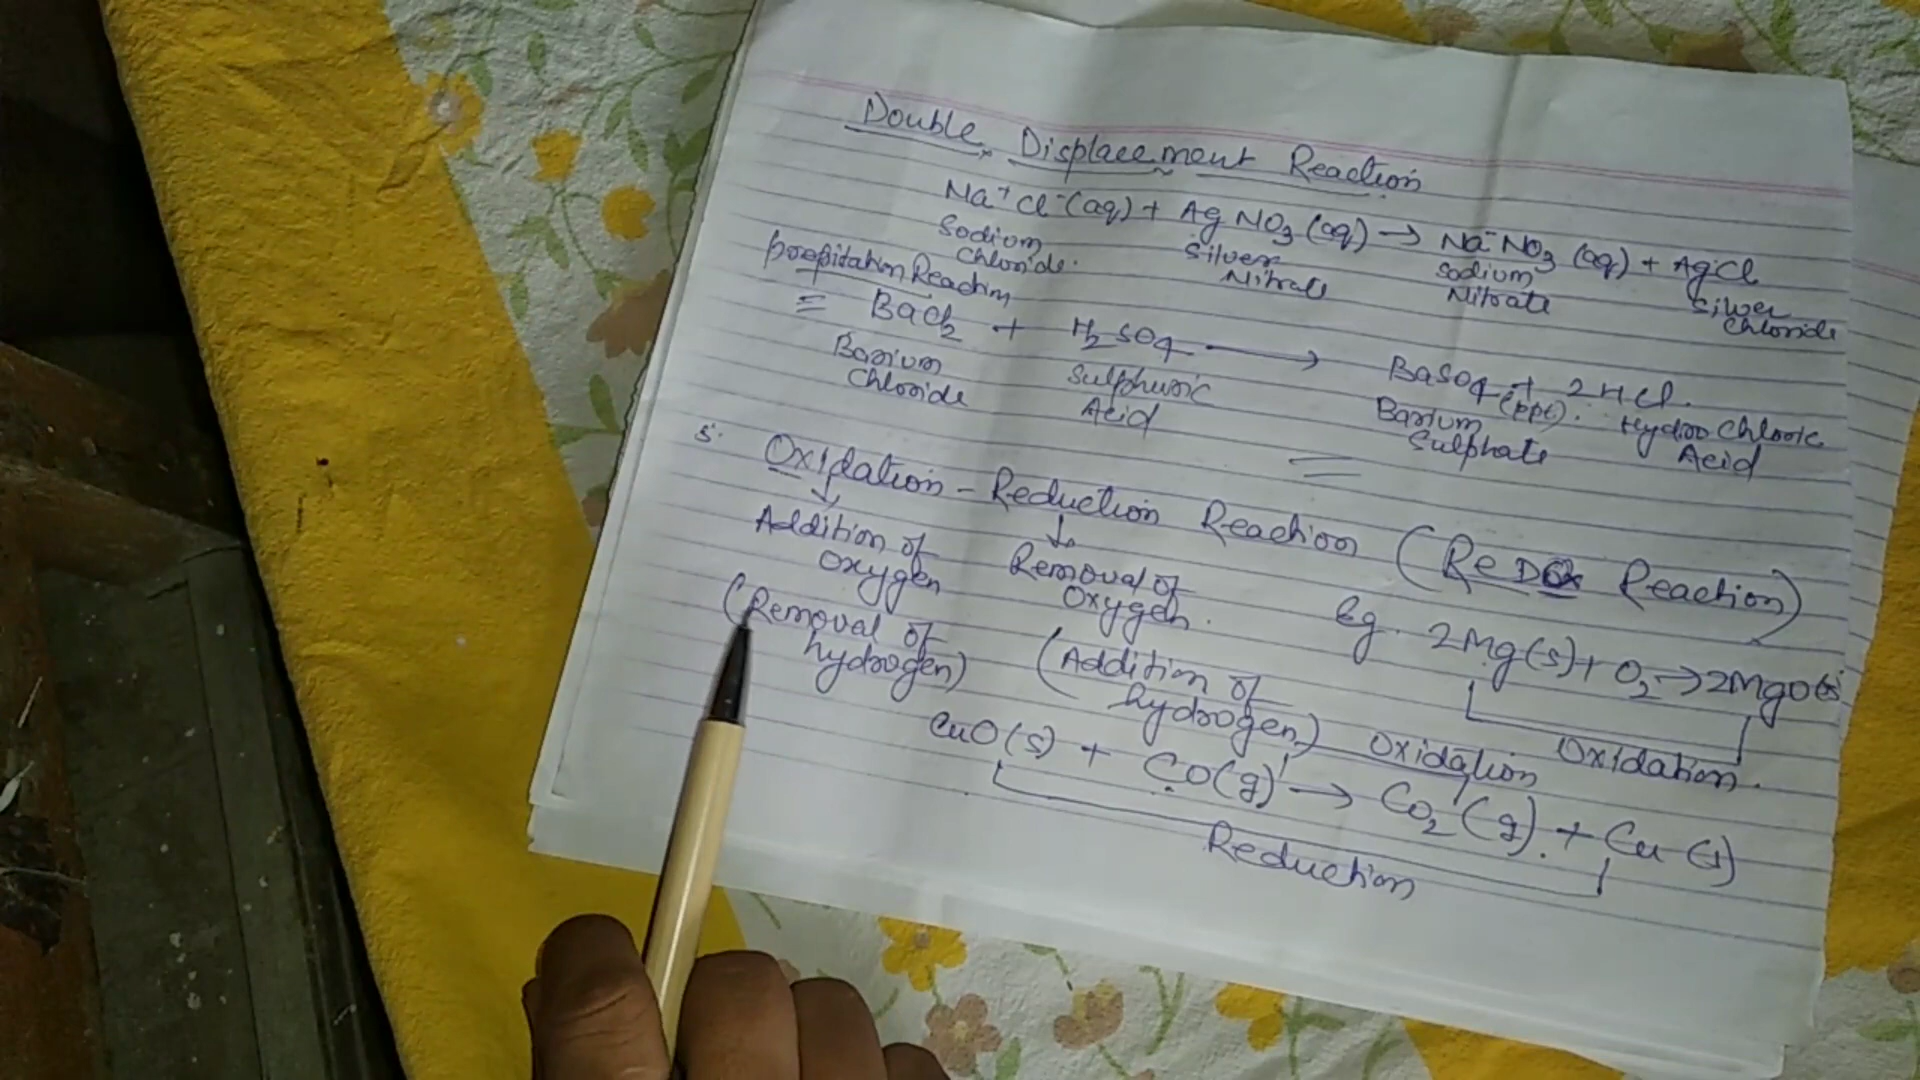 Double Displacement Reaction
Na⁺Cl⁻(aq) + AgNO₃(aq) → Na⁻NO₃(aq) + AgCl
Sodium Chloride. Silver Nitrate Sodium Nitrate Silver Chloride
prepitation Reaction
= BaCl₂ + H₂SO₄ → BaSO₄ (ppt). + 2HCl.
Barium Chloride Sulphuric Acid Barium Sulphate Hydro Chloric Acid
5. Oxidation - Reduction Reaction (REDOX Reaction)
Addition of oxygen Removal of Oxygen.
(Removal of hydrogen) (Addition of hydrogen)
Eg. 2Mg(s) + O₂ → 2MgO(s)
Oxidation.
Oxidation
CuO(s) + CO(g) → CO₂(g) + Cu(s)
Reduction